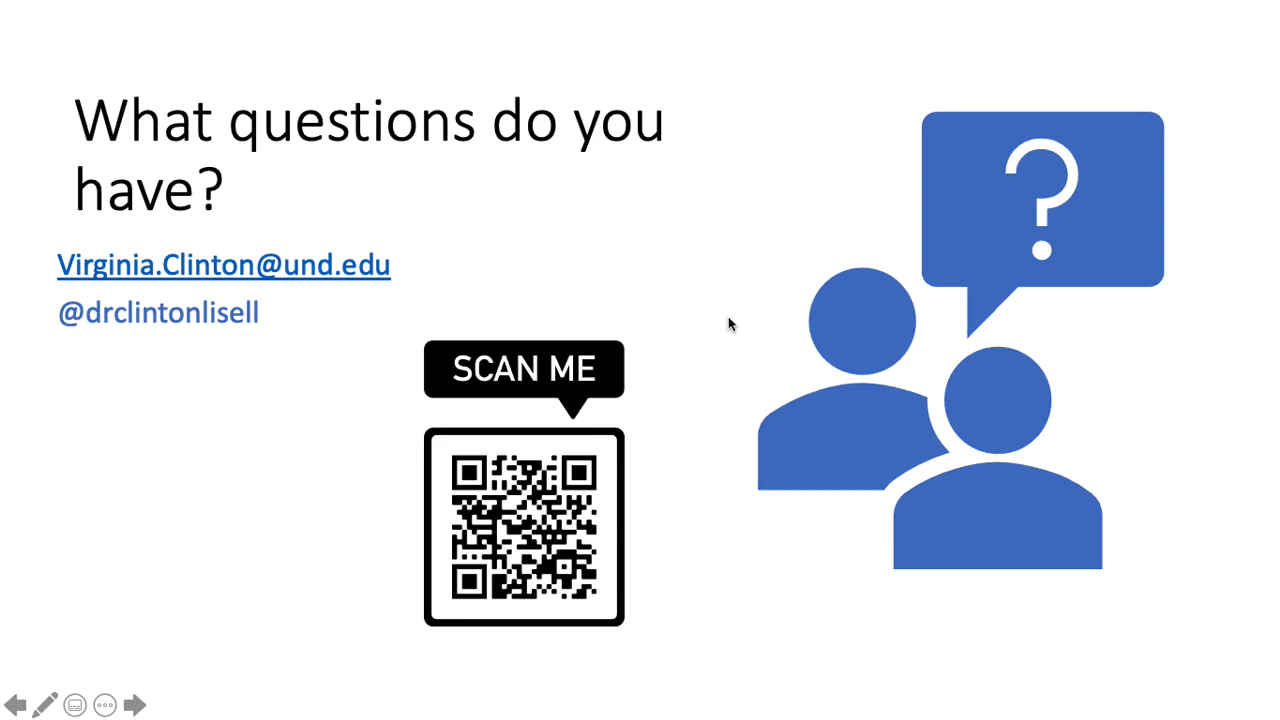 What questions do you
have?
Virginia.Clinton@und.edu
@drclintonlisell
SCAN ME
?